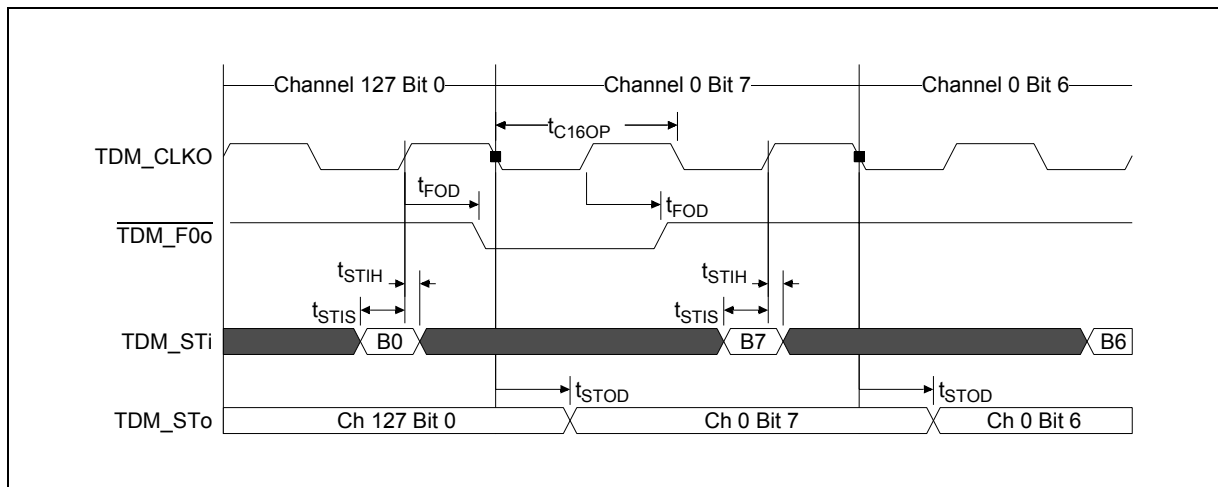 Channel 127 Bit 0 Channel 0 Bit 7 Channel 0 Bit 6
tC16OP
TDM_CLKO
tFOD tFOD
TDM_F0o
tSTIH tSTIH
tSTIS tSTIS
TDM_STi B0 B7 B6
tSTOD tSTOD
TDM_STo Ch 127 Bit 0 Ch 0 Bit 7 Ch 0 Bit 6